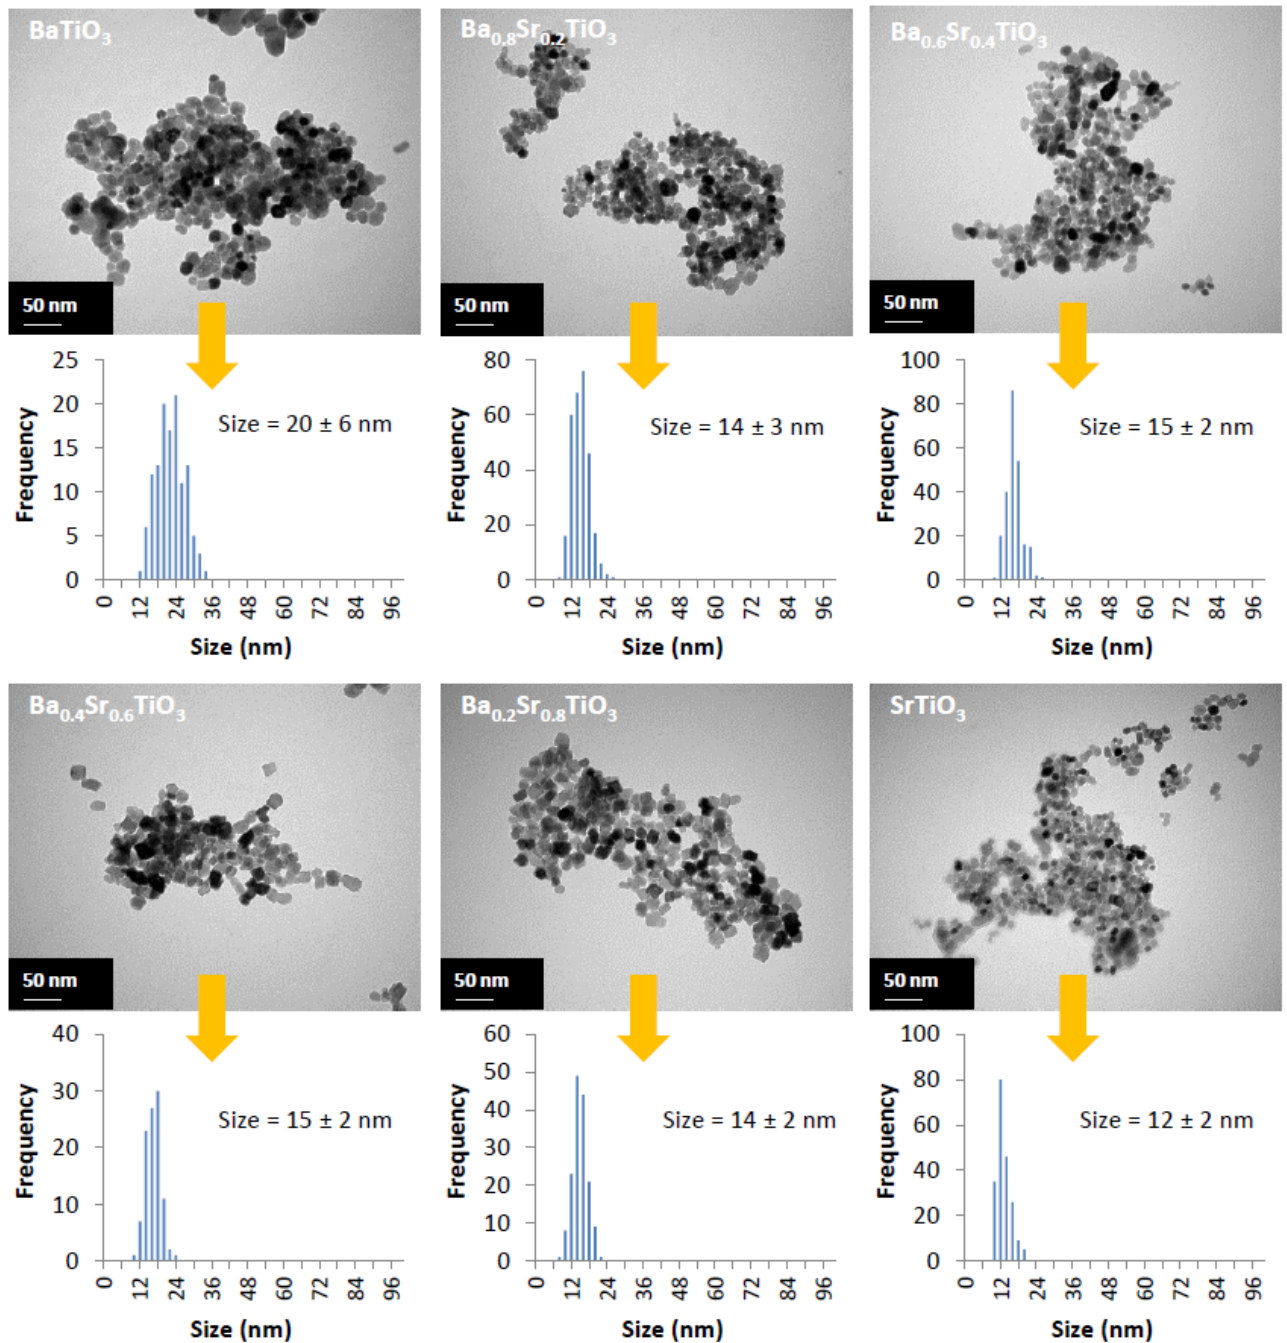 BaTiO₃
Ba₀.₈Sr₀.₂TiO₃
Ba₀.₆Sr₀.₄TiO₃
50 nm
50 nm
50 nm
25
20
15
10
5
0
Frequency
Size = 20 ± 6 nm
0 12 24 36 48 60 72 84 96
Size (nm)
80
60
40
20
0
Frequency
Size = 14 ± 3 nm
0 12 24 36 48 60 72 84 96
Size (nm)
100
80
60
40
20
0
Frequency
Size = 15 ± 2 nm
0 12 24 36 48 60 72 84 96
Size (nm)
Ba₀.₄Sr₀.₆TiO₃
Ba₀.₂Sr₀.₈TiO₃
SrTiO₃
50 nm
50 nm
50 nm
40
30
20
10
0
Frequency
Size = 15 ± 2 nm
0 12 24 36 48 60 72 84 96
Size (nm)
60
50
40
30
20
10
0
Frequency
Size = 14 ± 2 nm
0 12 24 36 48 60 72 84 96
Size (nm)
100
80
60
40
20
0
Frequency
Size = 12 ± 2 nm
0 12 24 36 48 60 72 84 96
Size (nm)